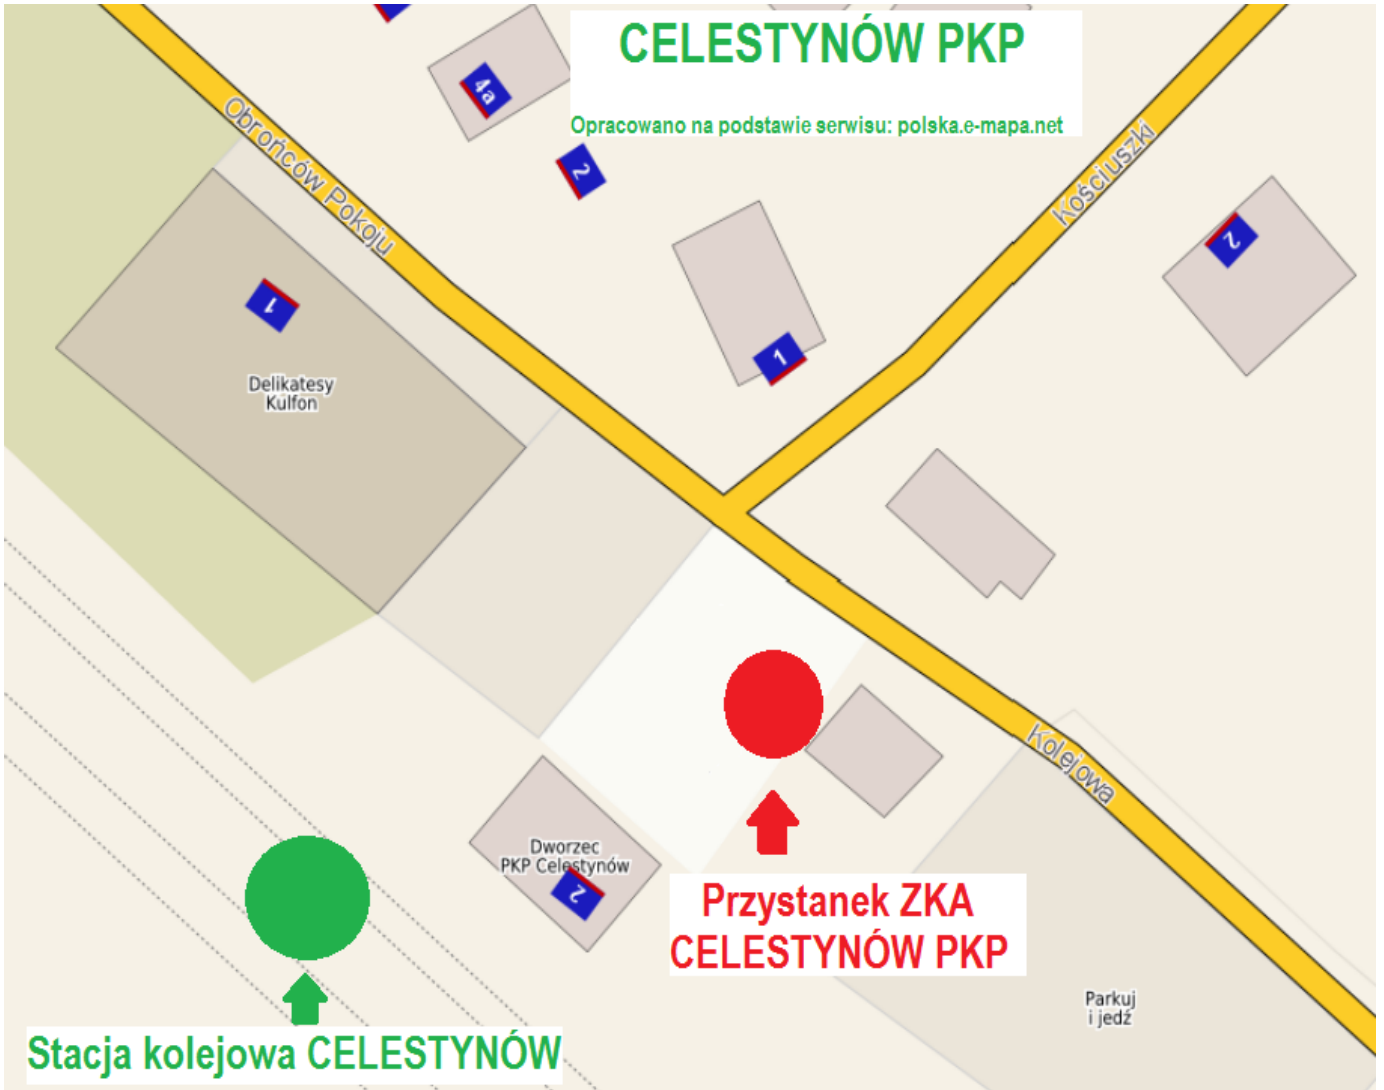 CELESTYNÓW PKP
Opracowano na podstawie serwisu: polska.e-mapa.net
4a
2
Obrońców Pokoju
Kościuszki
2
1
1
Delikatesy
Kulfon
Kolejowa
Dworzec
PKP Celestynów
2
Przystanek ZKA
CELESTYNÓW PKP
Parkuj
i jedź
Stacja kolejowa CELESTYNÓW